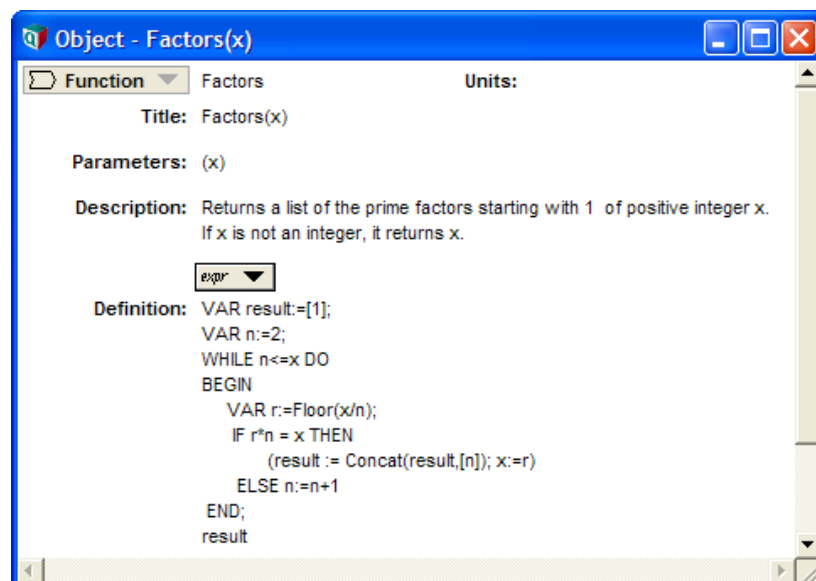 Object - Factors(x)
Function Factors Units:
Title: Factors(x)
Parameters: (x)
Description: Returns a list of the prime factors starting with 1 of positive integer x.
If x is not an integer, it returns x.
expr
Definition: VAR result:=[1];
VAR n:=2;
WHILE n<=x DO
BEGIN
VAR r:=Floor(x/n);
IF r*n = x THEN
(result := Concat(result,[n]); x:=r)
ELSE n:=n+1
END;
result